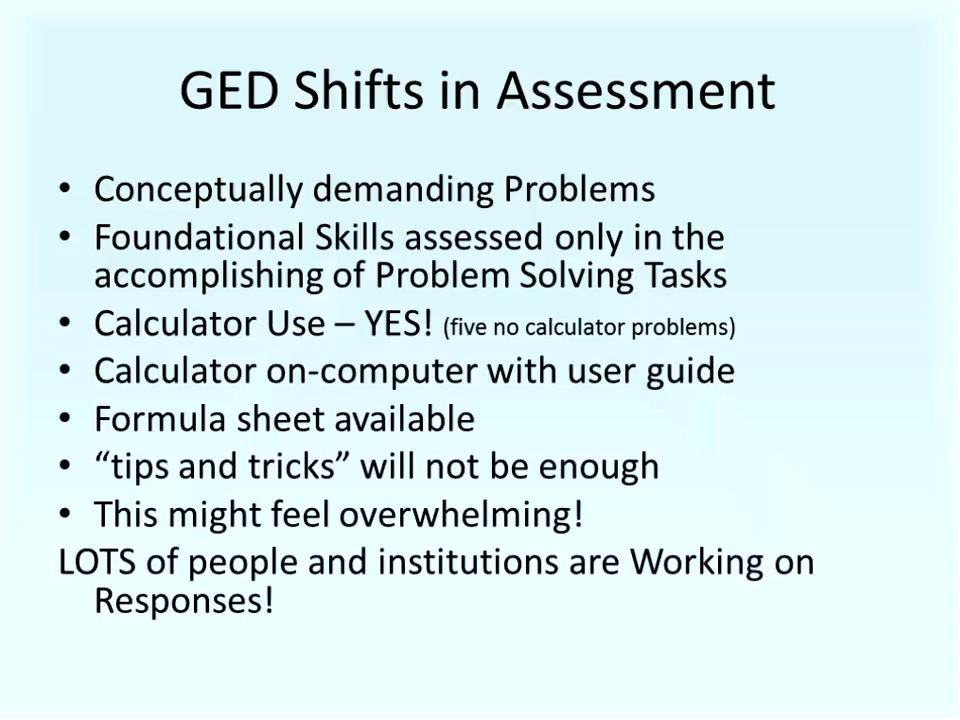 GED Shifts in Assessment
• Conceptually demanding Problems
• Foundational Skills assessed only in the
accomplishing of Problem Solving Tasks
• Calculator Use – YES! (five no calculator problems)
• Calculator on-computer with user guide
• Formula sheet available
• “tips and tricks” will not be enough
• This might feel overwhelming!
LOTS of people and institutions are Working on
Responses!